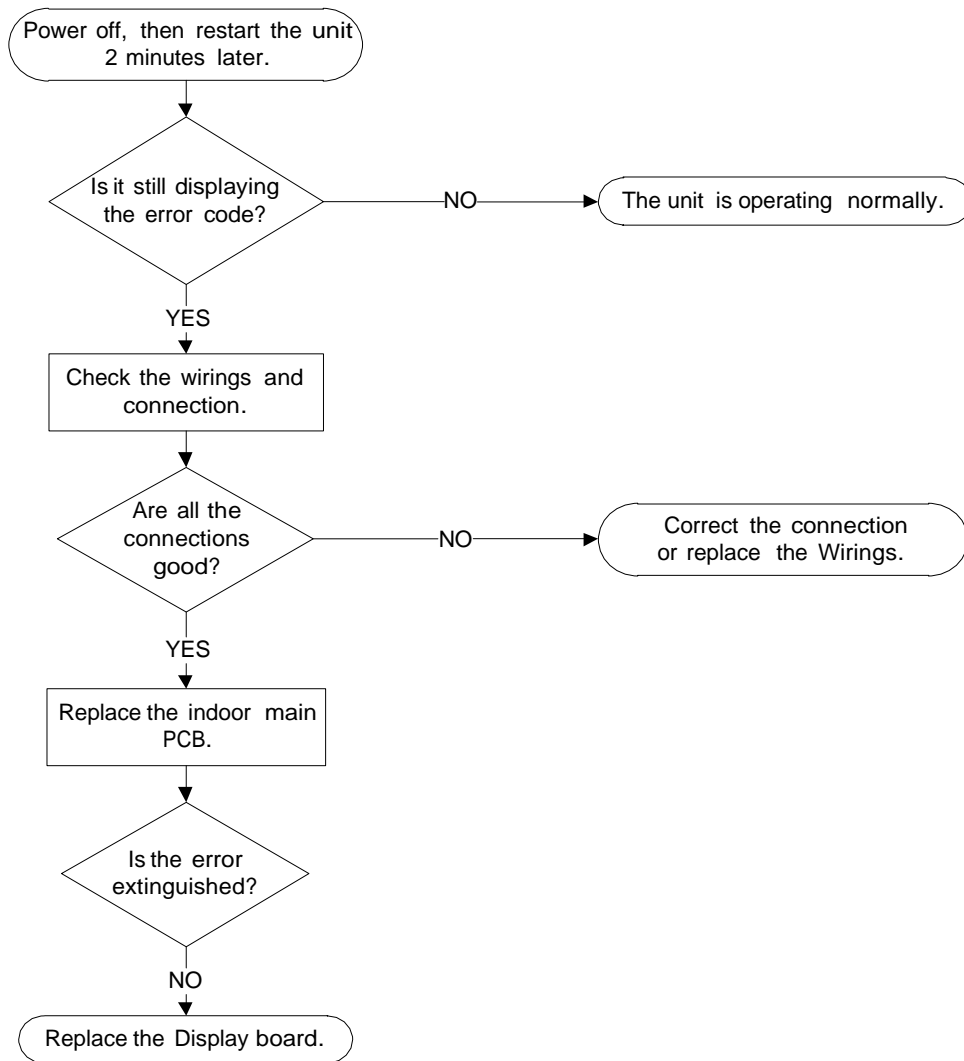 Power off, then restart the unit
2 minutes later.
Is it still displaying
the error code?
NO
The unit is operating normally.
YES
Check the wirings and
connection.
Are all the
connections
good?
NO
Correct the connection
or replace the Wirings.
YES
Replace the indoor main
PCB.
Is the error
extinguished?
NO
Replace the Display board.